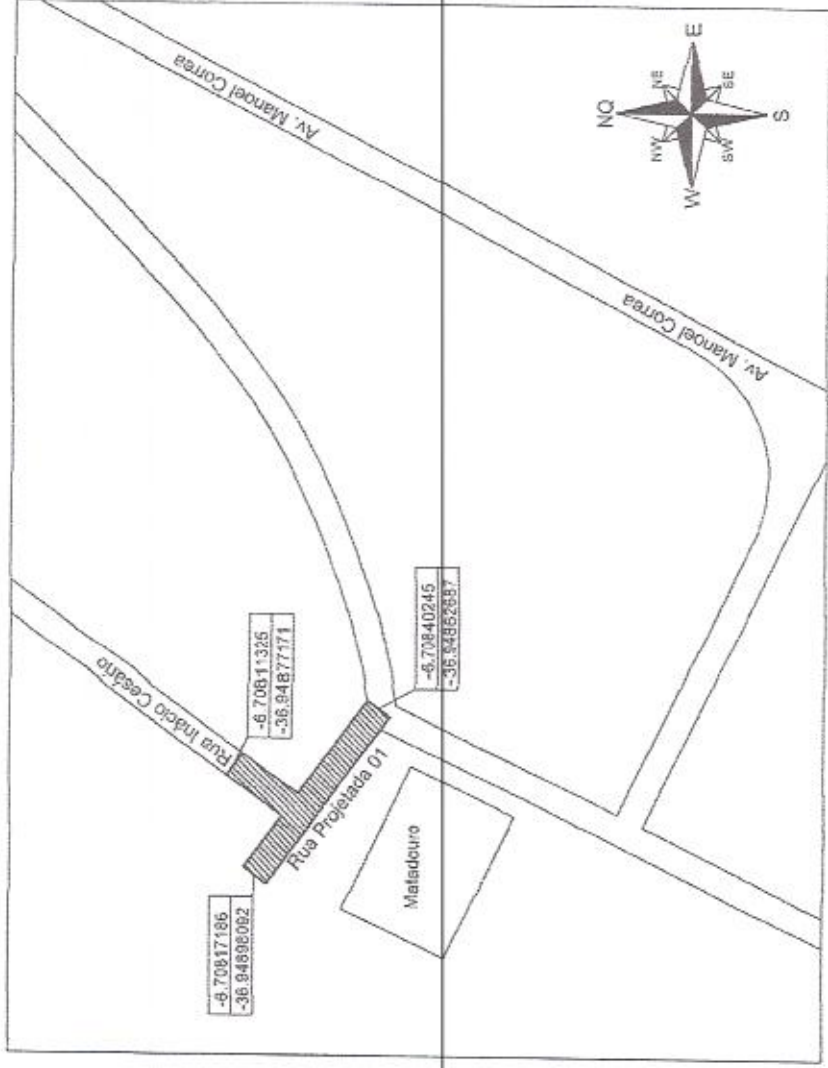 Av. Manoel Correa
NO
NE
E
SE
S
SW
W
NW
Av. Manoel Correa
Rua Inácio Cesário
-6.70811325
-36.94877171
-6.70840245
-36.94862687
Rua Projetada 01
-6.70817186
-36.94898092
Matadouro